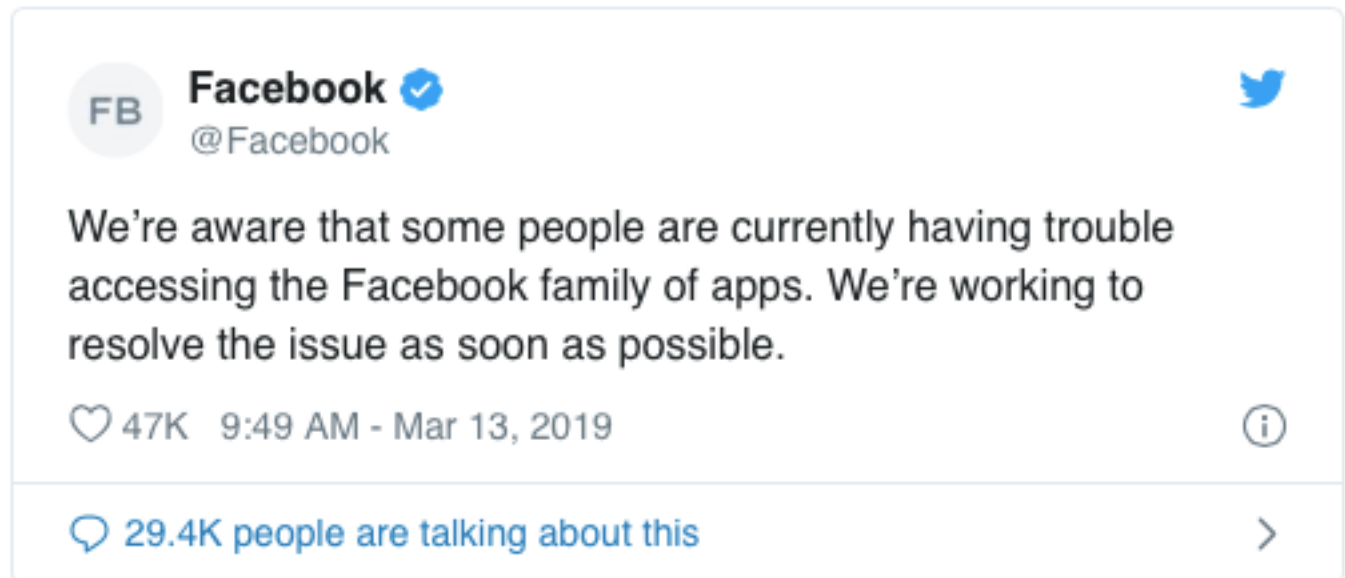 FB
Facebook
@Facebook
We’re aware that some people are currently having trouble
accessing the Facebook family of apps. We’re working to
resolve the issue as soon as possible.
47K 9:49 AM - Mar 13, 2019
29.4K people are talking about this